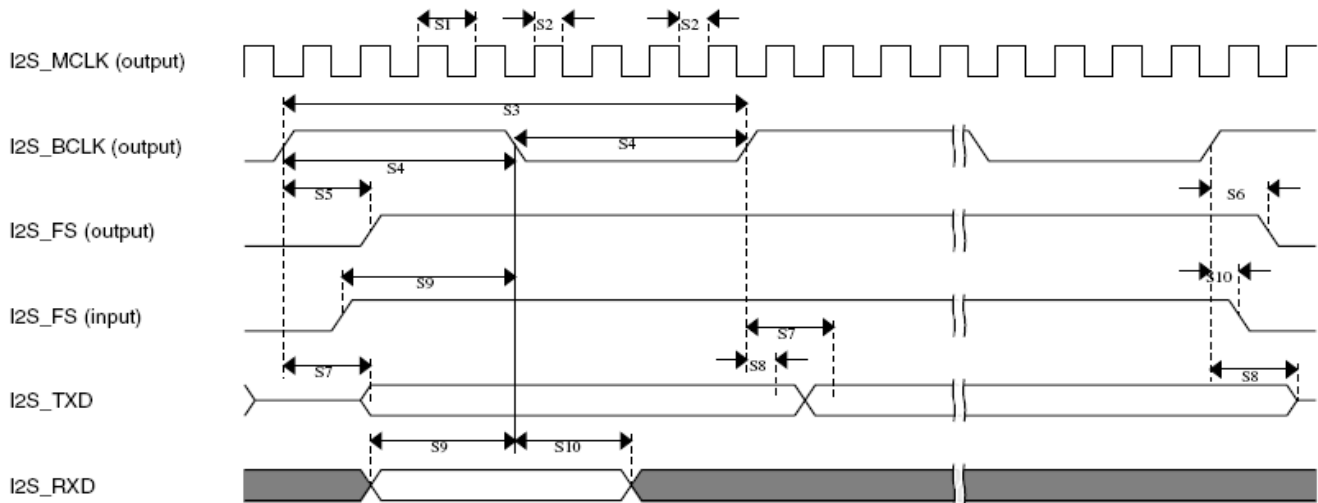 S1 S2 S2
I2S_MCLK (output)
S3
I2S_BCLK (output) S4
S4
S5 S6
I2S_FS (output)
S9 S10
I2S_FS (input)
S7
S7 S8 S8
I2S_TXD
S9 S10
I2S_RXD